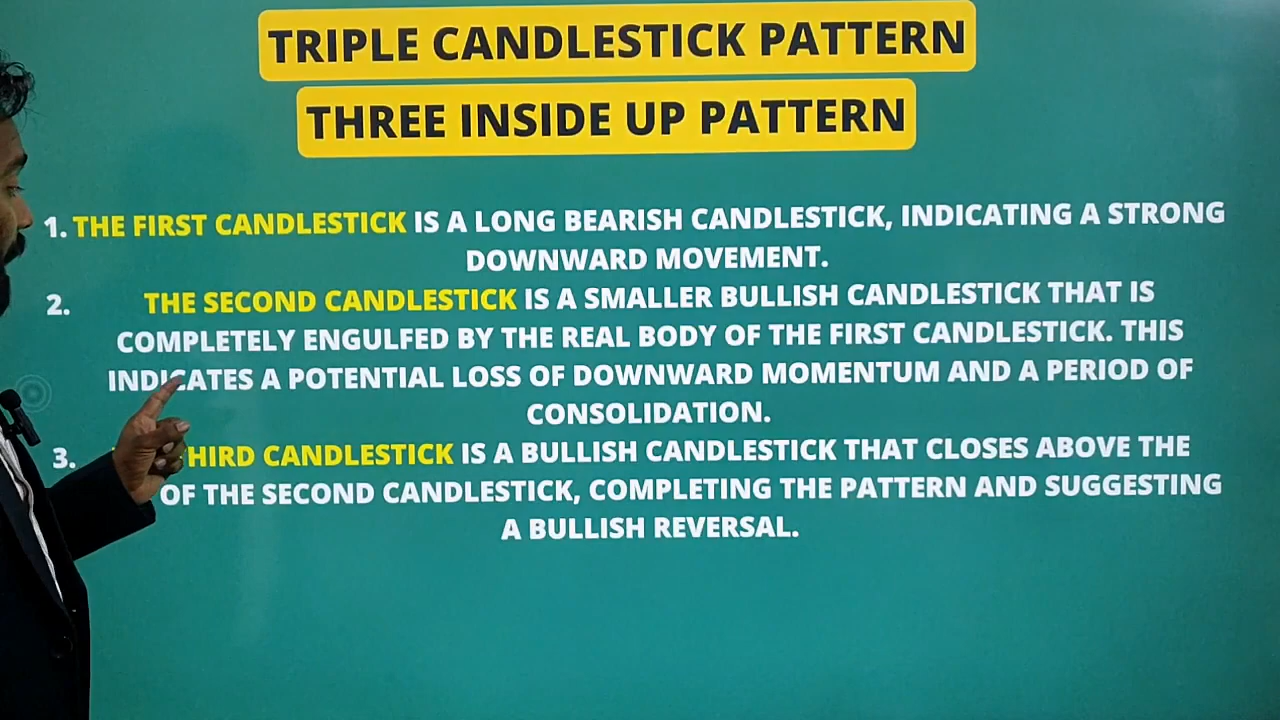 TRIPLE CANDLESTICK PATTERN
THREE INSIDE UP PATTERN
1. THE FIRST CANDLESTICK IS A LONG BEARISH CANDLESTICK, INDICATING A STRONG
DOWNWARD MOVEMENT.
2. THE SECOND CANDLESTICK IS A SMALLER BULLISH CANDLESTICK THAT IS
COMPLETELY ENGULFED BY THE REAL BODY OF THE FIRST CANDLESTICK. THIS
INDICATES A POTENTIAL LOSS OF DOWNWARD MOMENTUM AND A PERIOD OF
CONSOLIDATION.
3. HIRD CANDLESTICK IS A BULLISH CANDLESTICK THAT CLOSES ABOVE THE
OF THE SECOND CANDLESTICK, COMPLETING THE PATTERN AND SUGGESTING
A BULLISH REVERSAL.